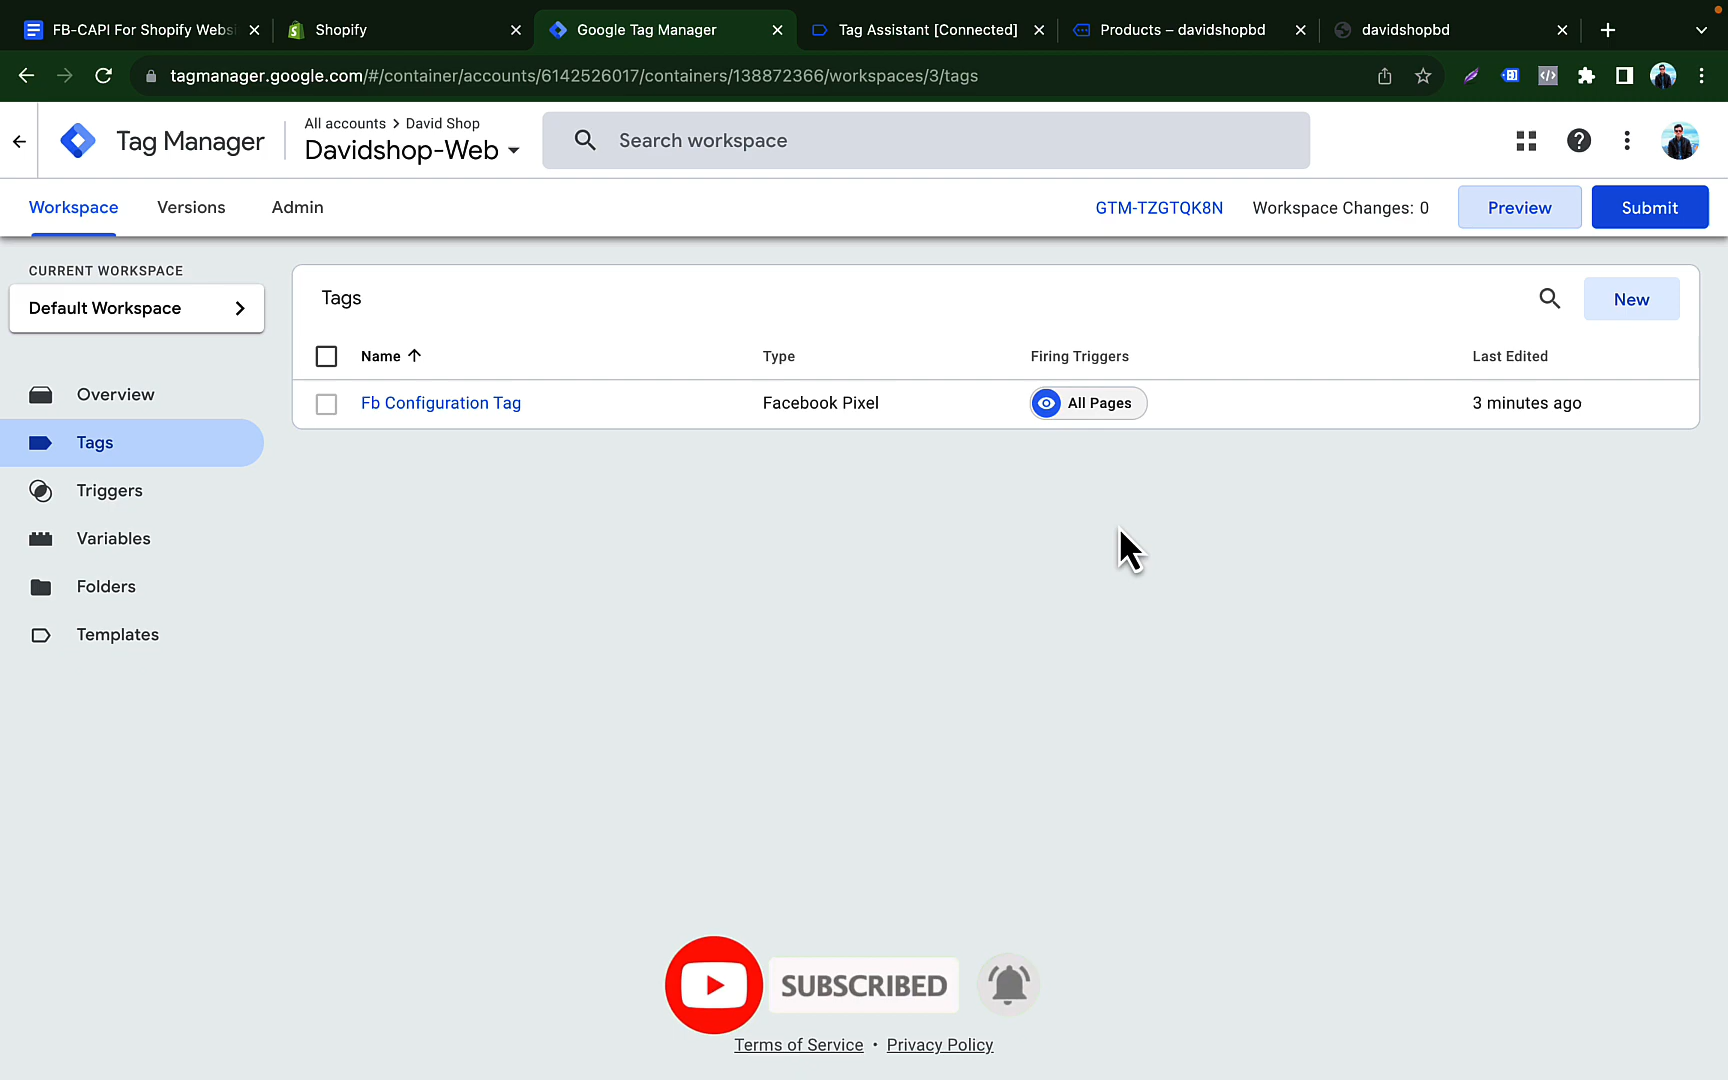 FB-CAPI For Shopify Webs
Shopify
Google Tag Manager
Tag Assistant [Connected]
Products – davidshopbd
davidshopbd
tagmanager.google.com/#/container/accounts/6142526017/containers/138872366/workspaces/3/tags
Tag Manager
All accounts > David Shop
Davidshop-Web
Search workspace
Workspace
Versions
Admin
GTM-TZGTQK8N
Workspace Changes: 0
Preview
Submit
CURRENT WORKSPACE
Default Workspace
Overview
Tags
Triggers
Variables
Folders
Templates
Tags
New
Name
Type
Firing Triggers
Last Edited
Fb Configuration Tag
Facebook Pixel
All Pages
3 minutes ago
SUBSCRIBED
Terms of Service • Privacy Policy